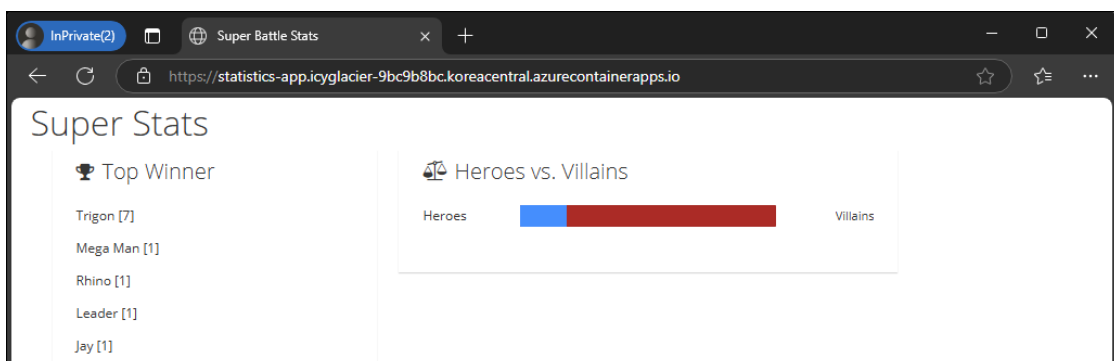 InPrivate(2)
Super Battle Stats
https://statistics-app.icyglacier-9bc9b8bc.koreacentral.azurecontainerapps.io
Super Stats
Top Winner
Trigon [7]
Mega Man [1]
Rhino [1]
Leader [1]
Jay [1]
Heroes vs. Villains
Heroes
Villains